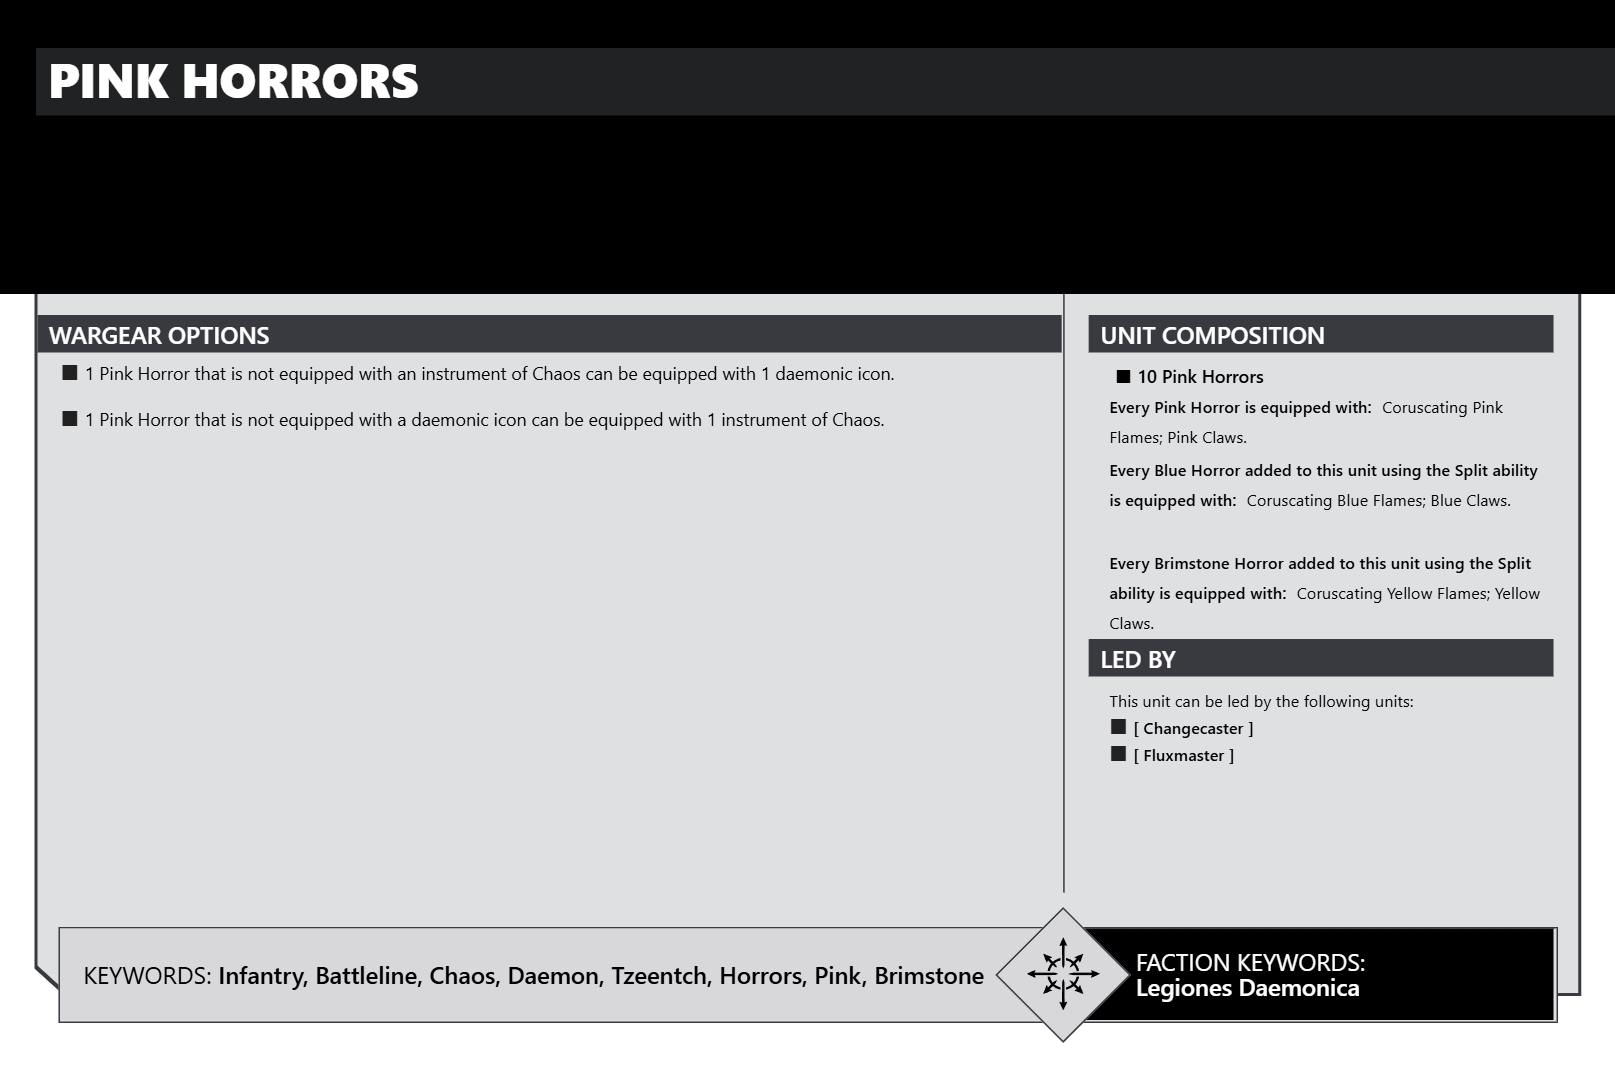 PINK HORRORS
WARGEAR OPTIONS
■ 1 Pink Horror that is not equipped with an instrument of Chaos can be equipped with 1 daemonic icon.
■ 1 Pink Horror that is not equipped with a daemonic icon can be equipped with 1 instrument of Chaos.
UNIT COMPOSITION
■ 10 Pink Horrors
Every Pink Horror is equipped with: Coruscating Pink
Flames; Pink Claws.
Every Blue Horror added to this unit using the Split ability
is equipped with: Coruscating Blue Flames; Blue Claws.
Every Brimstone Horror added to this unit using the Split
ability is equipped with: Coruscating Yellow Flames; Yellow
Claws.
LED BY
This unit can be led by the following units:
■ [ Changecaster ]
■ [ Fluxmaster ]
KEYWORDS: Infantry, Battleline, Chaos, Daemon, Tzeentch, Horrors, Pink, Brimstone
FACTION KEYWORDS:
Legiones Daemonica